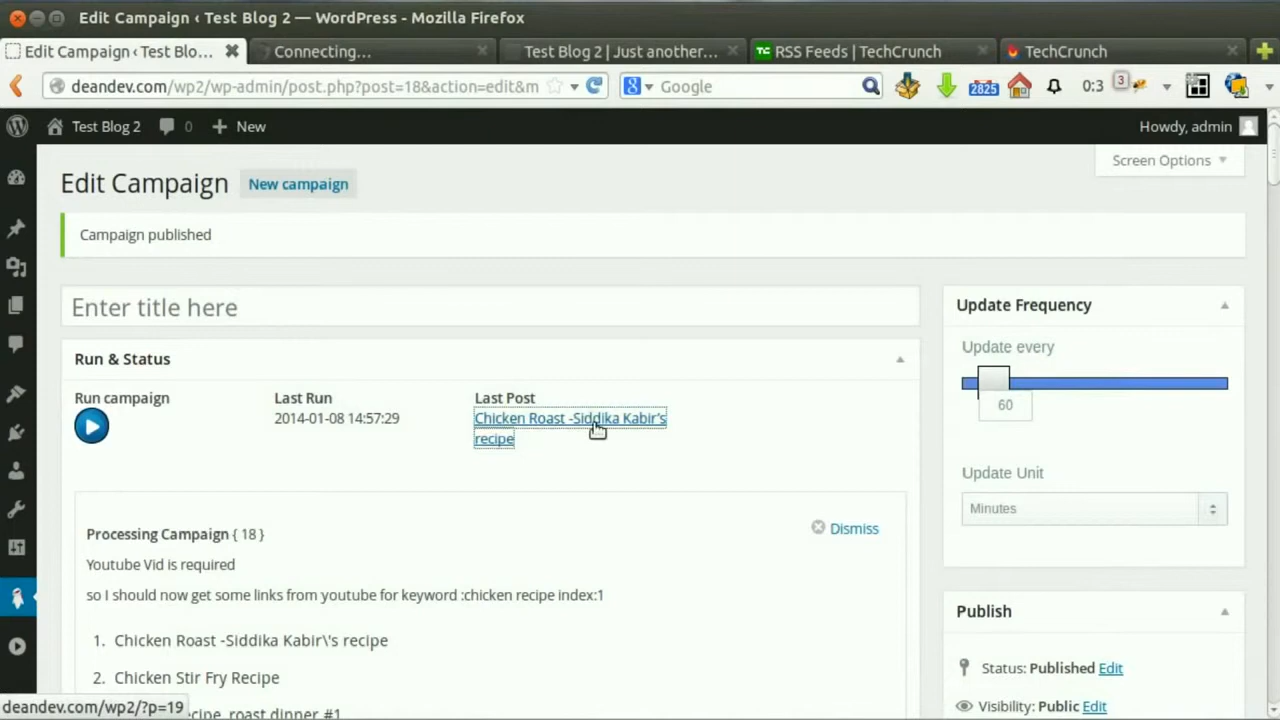 Edit Campaign ‹ Test Blog 2 — WordPress - Mozilla Firefox
Edit Campaign ‹ Test Blo...
Connecting...
Test Blog 2 | Just another...
RSS Feeds | TechCrunch
TechCrunch
deandev.com/wp2/wp-admin/post.php?post=18&action=edit&m
Google
2825
0:3
3
Test Blog 2
0
New
Howdy, admin
Screen Options
Edit Campaign
New campaign
Campaign published
Enter title here
Run & Status
Run campaign
Last Run
2014-01-08 14:57:29
Last Post
Chicken Roast -Siddika Kabir's
recipe
Processing Campaign { 18 }
Dismiss
Youtube Vid is required
so I should now get some links from youtube for keyword :chicken recipe index:1
1. Chicken Roast -Siddika Kabir\'s recipe
2. Chicken Stir Fry Recipe
recipe, roast dinner #1
Update Frequency
Update every
60
Update Unit
Minutes
Publish
Status: Published Edit
Visibility: Public Edit
deandev.com/wp2/?p=19